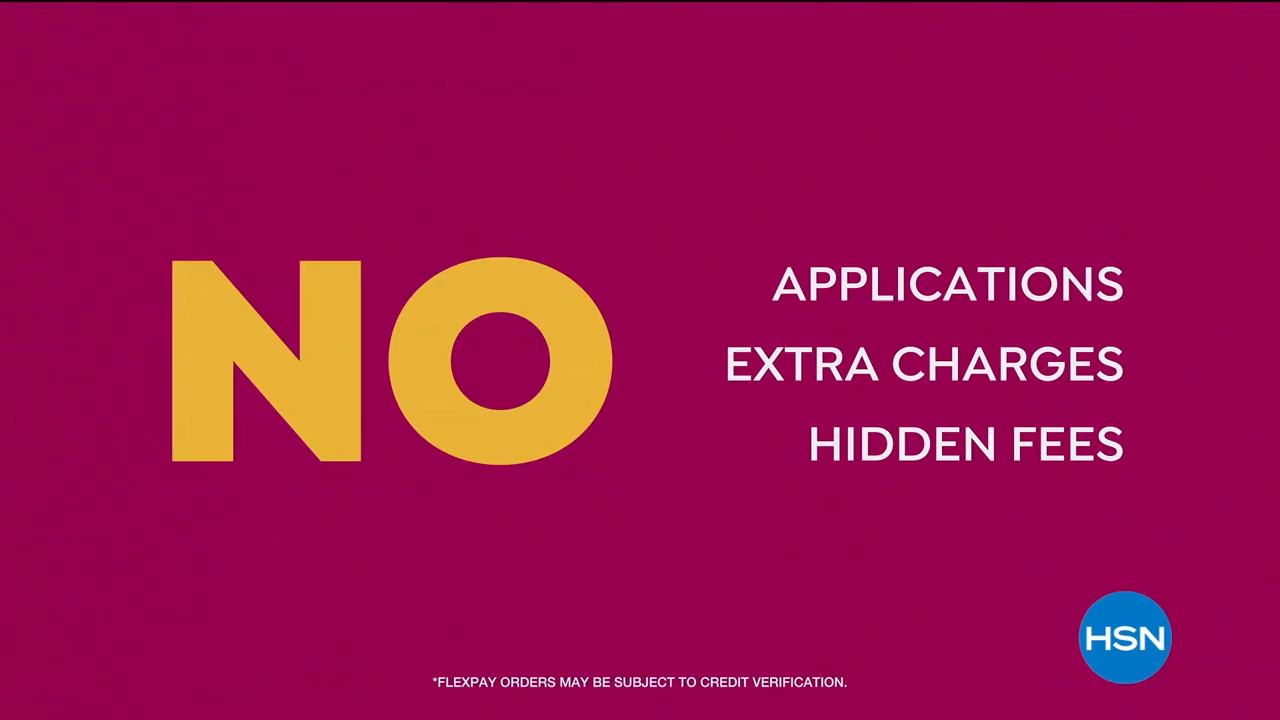 NO
APPLICATIONS
EXTRA CHARGES
HIDDEN FEES
HSN
*FLEXPAY ORDERS MAY BE SUBJECT TO CREDIT VERIFICATION.